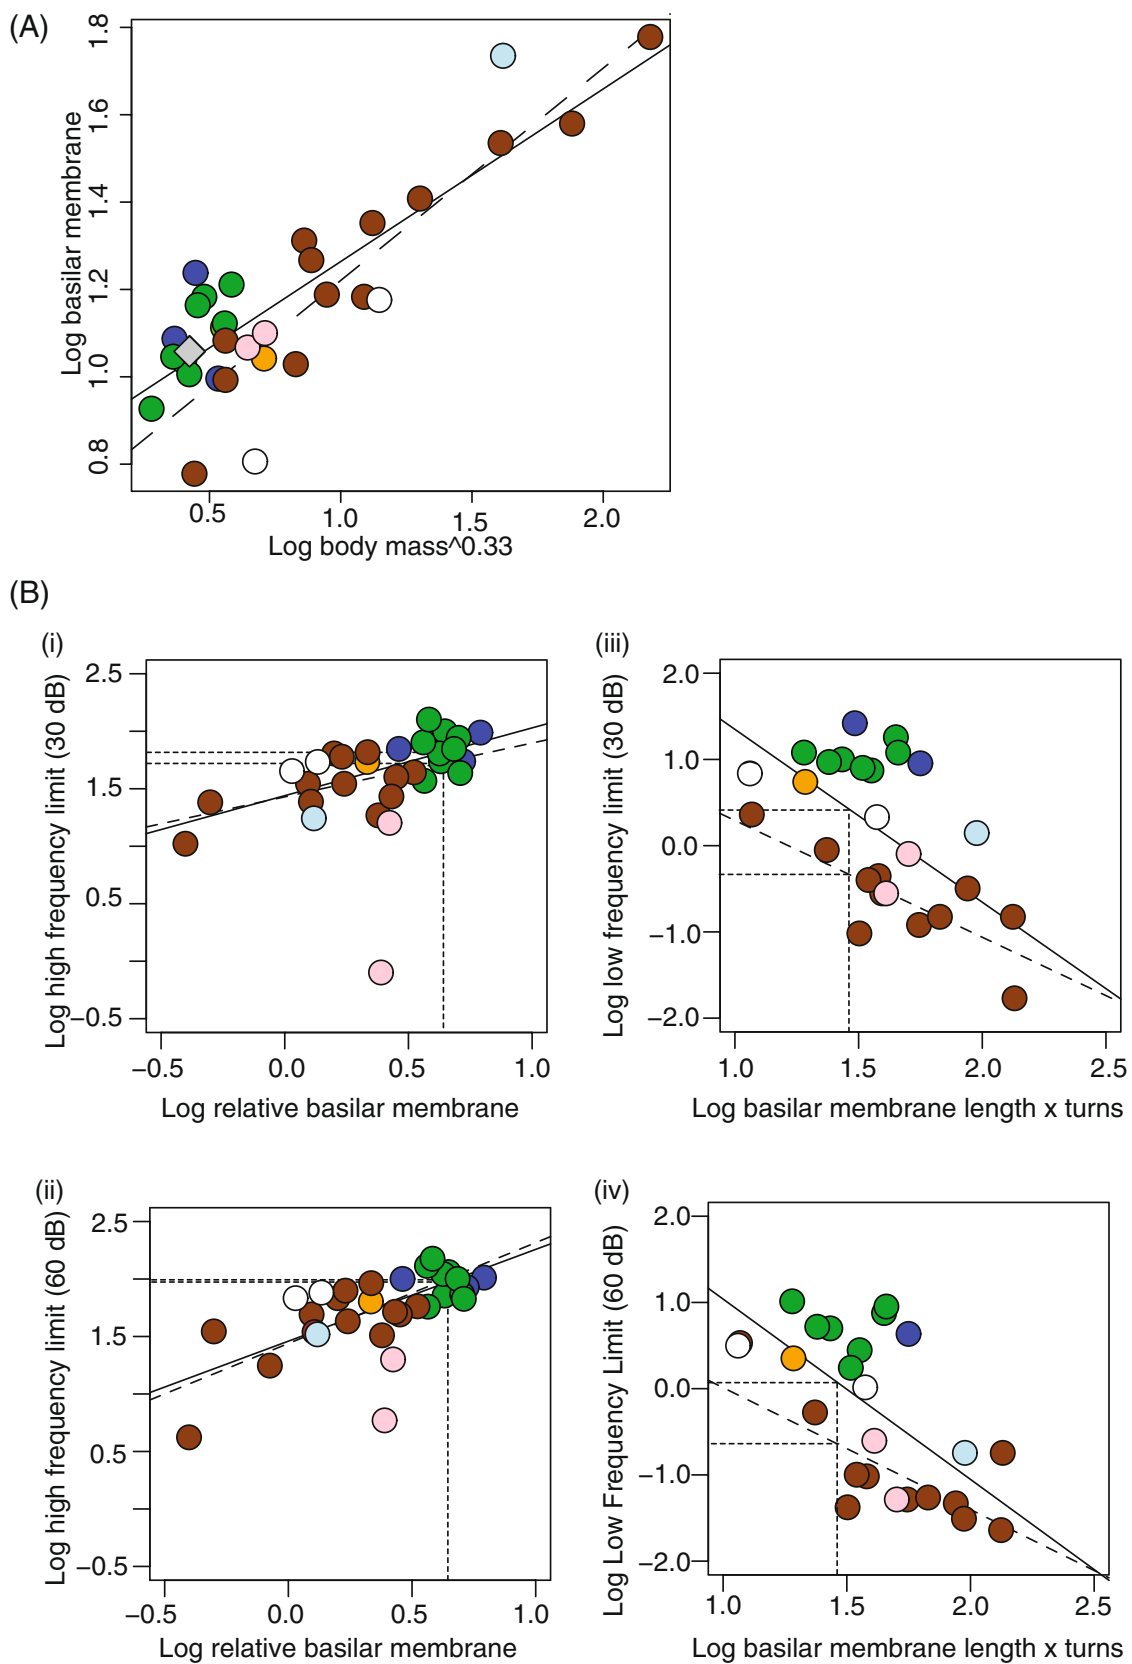 (A)
Log basilar membrane
1.8
1.6
1.4
1.2
1.0
0.8
0.5 1.0 1.5 2.0
Log body mass^0.33
(B)
(i)
Log high frequency limit (30 dB)
2.5
1.5
0.5
−0.5
−0.5 0.0 0.5 1.0
Log relative basilar membrane
(iii)
Log low frequency limit (30 dB)
2.0
1.0
0.0
−1.0
−2.0
1.0 1.5 2.0 2.5
Log basilar membrane length x turns
(ii)
Log high frequency limit (60 dB)
2.5
1.5
0.5
−0.5
−0.5 0.0 0.5 1.0
Log relative basilar membrane
(iv)
Log Low Frequency Limit (60 dB)
2.0
1.0
0.0
−1.0
−2.0
1.0 1.5 2.0 2.5
Log basilar membrane length x turns